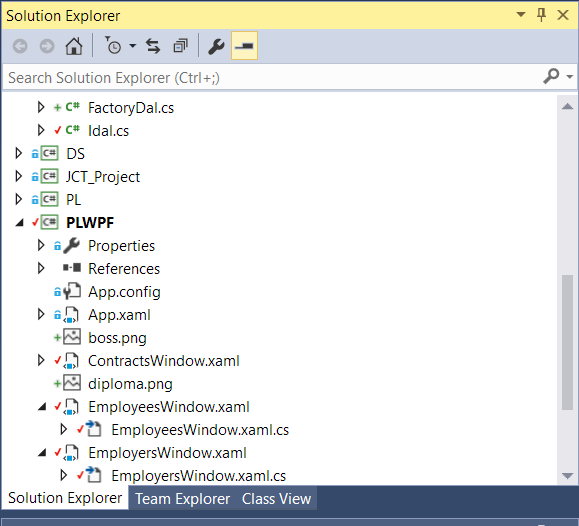 Solution Explorer
Search Solution Explorer (Ctrl+;)
C# FactoryDal.cs
C# Idal.cs
C# DS
C# JCT_Project
C# PL
C# PLWPF
Properties
References
App.config
App.xaml
boss.png
ContractsWindow.xaml
diploma.png
EmployeesWindow.xaml
EmployeesWindow.xaml.cs
EmployersWindow.xaml
EmployersWindow.xaml.cs
Solution Explorer Team Explorer Class View